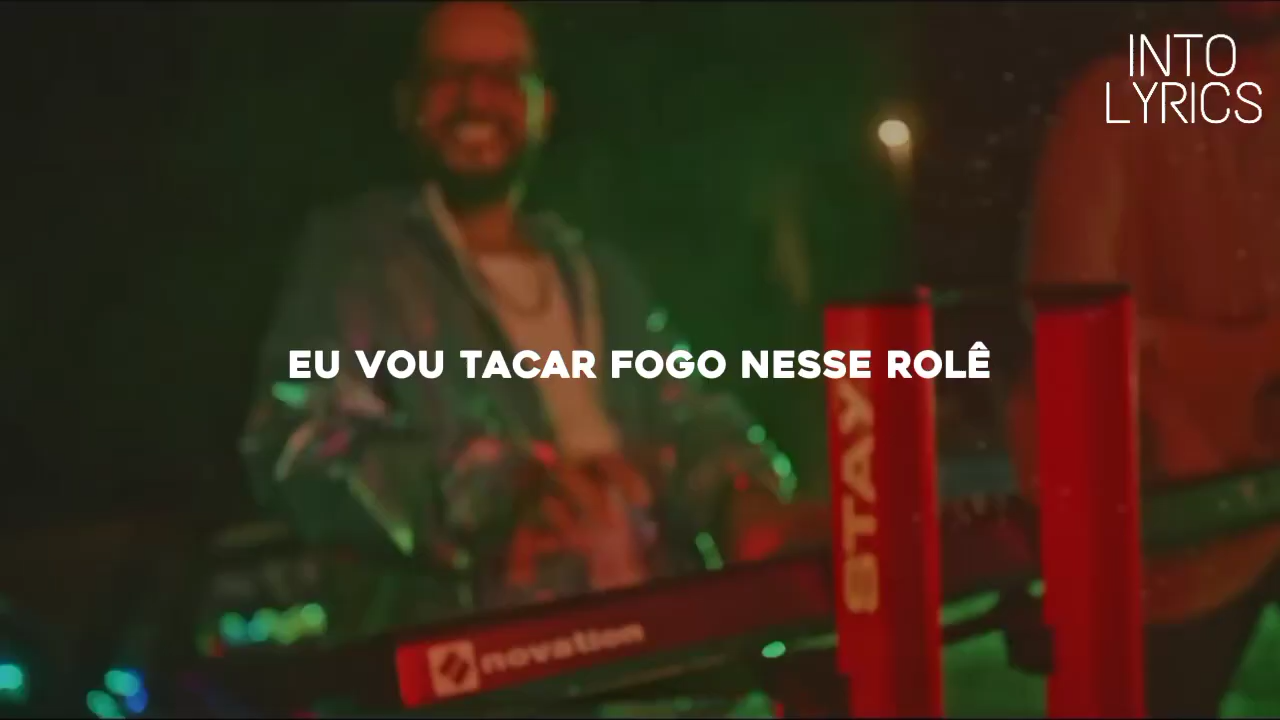 INTO
LYRICS
EU VOU TACAR FOGO NESSE ROLÊ
STAY
novation